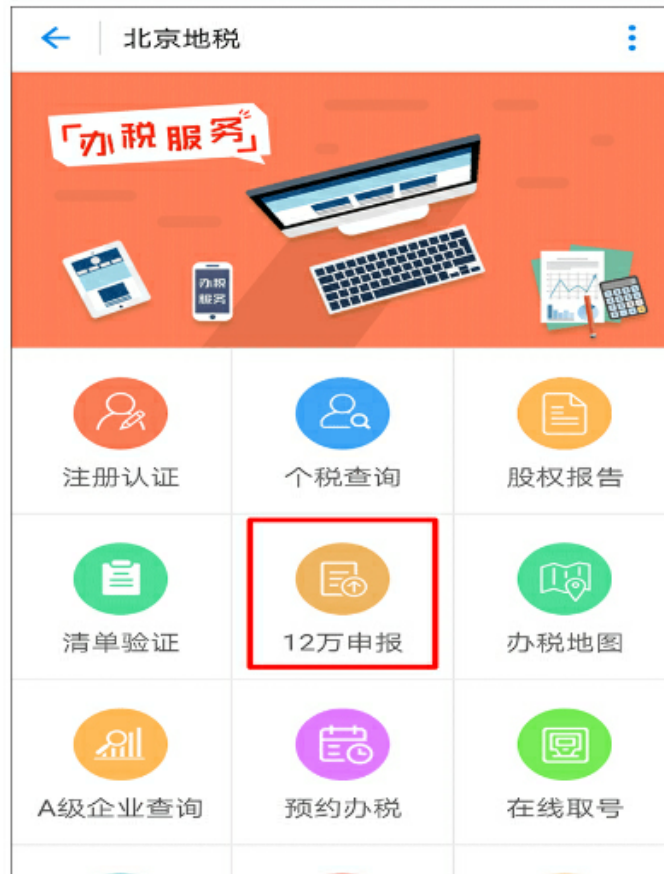 北京地税
「办税服务」
办税
服务
注册认证
个税查询
股权报告
清单验证
12万申报
办税地图
A级企业查询
预约办税
在线取号